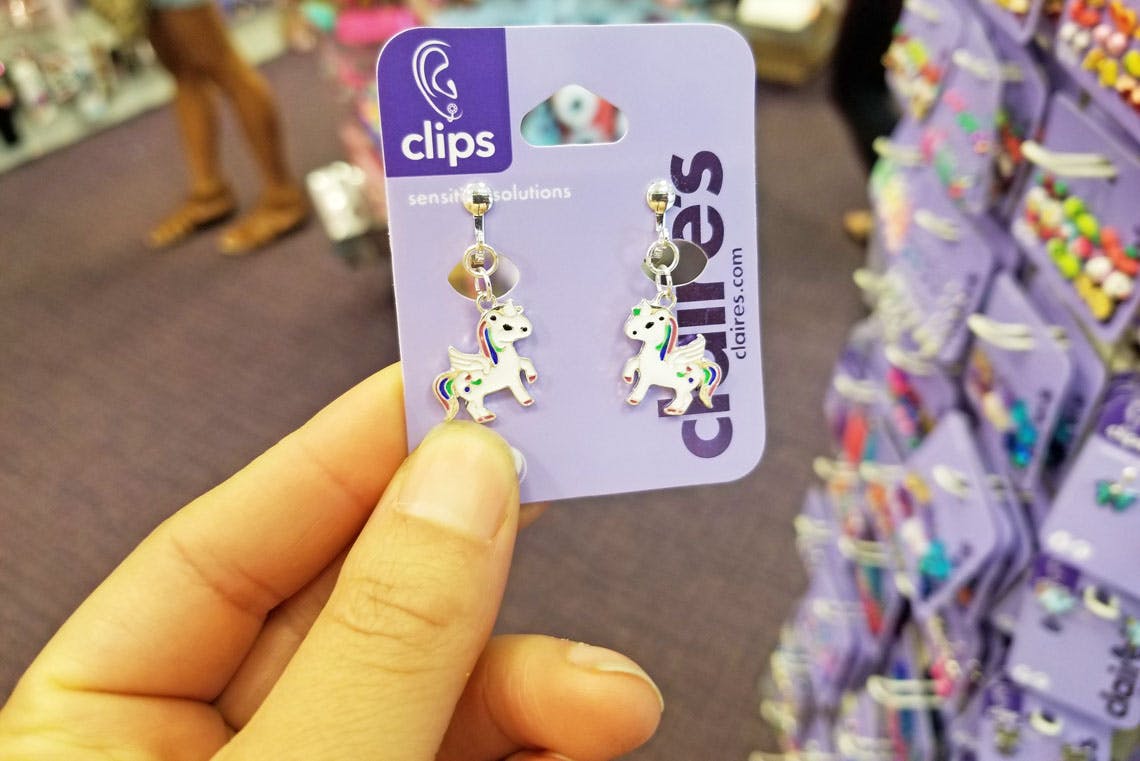 clips
sensitive solutions
claire's
claires.com